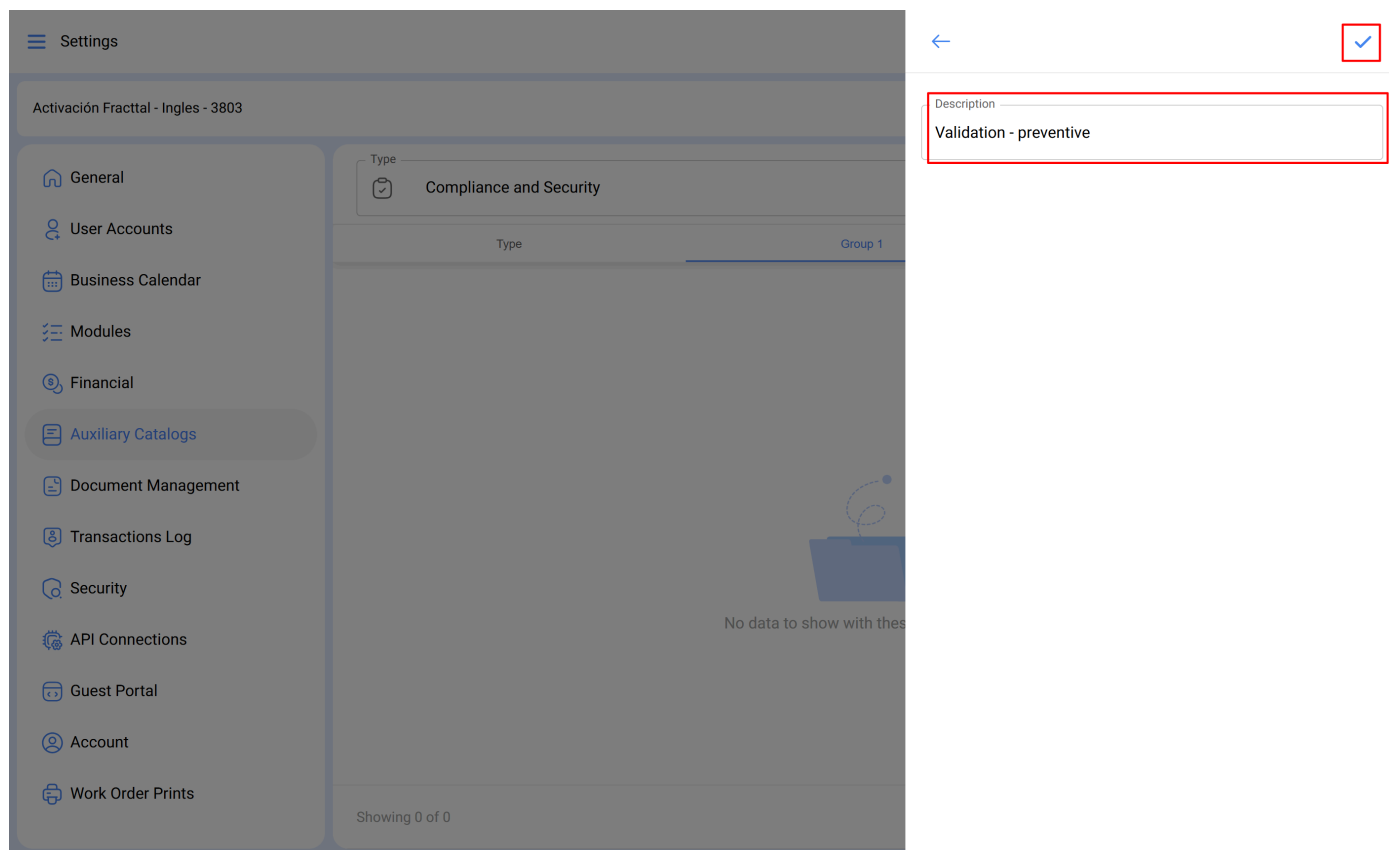 Settings
Activación Fracttal - Ingles - 3803
General
User Accounts
Business Calendar
Modules
Financial
Auxiliary Catalogs
Document Management
Transactions Log
Security
API Connections
Guest Portal
Account
Work Order Prints
Type
Compliance and Security
Type
Group 1
No data to show with thes
Showing 0 of 0
Description
Validation - preventive